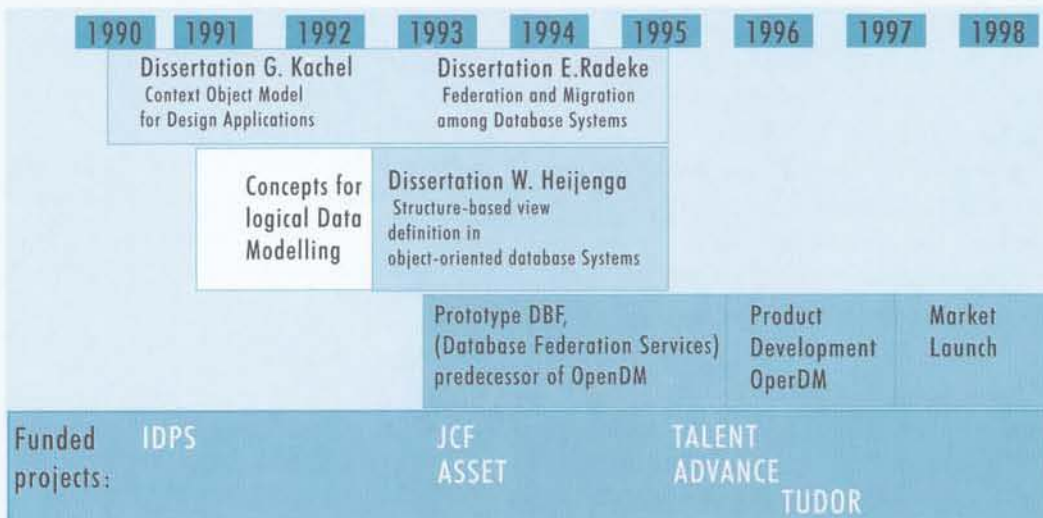 1990 1991 1992 1993 1994 1995 1996 1997 1998
Dissertation G. Kachel
Context Object Model
for Design Applications
Dissertation E.Radeke
Federation and Migration
among Database Systems
Concepts for
logical Data
Modelling
Dissertation W. Heijenga
Structure-based view
definition in
object-oriented database Systems
Prototype DBF,
(Database Federation Services)
predecessor of OpenDM
Product
Development
OperDM
Market
Launch
Funded
projects:
IDPS
JCF
ASSET
TALENT
ADVANCE
TUDOR